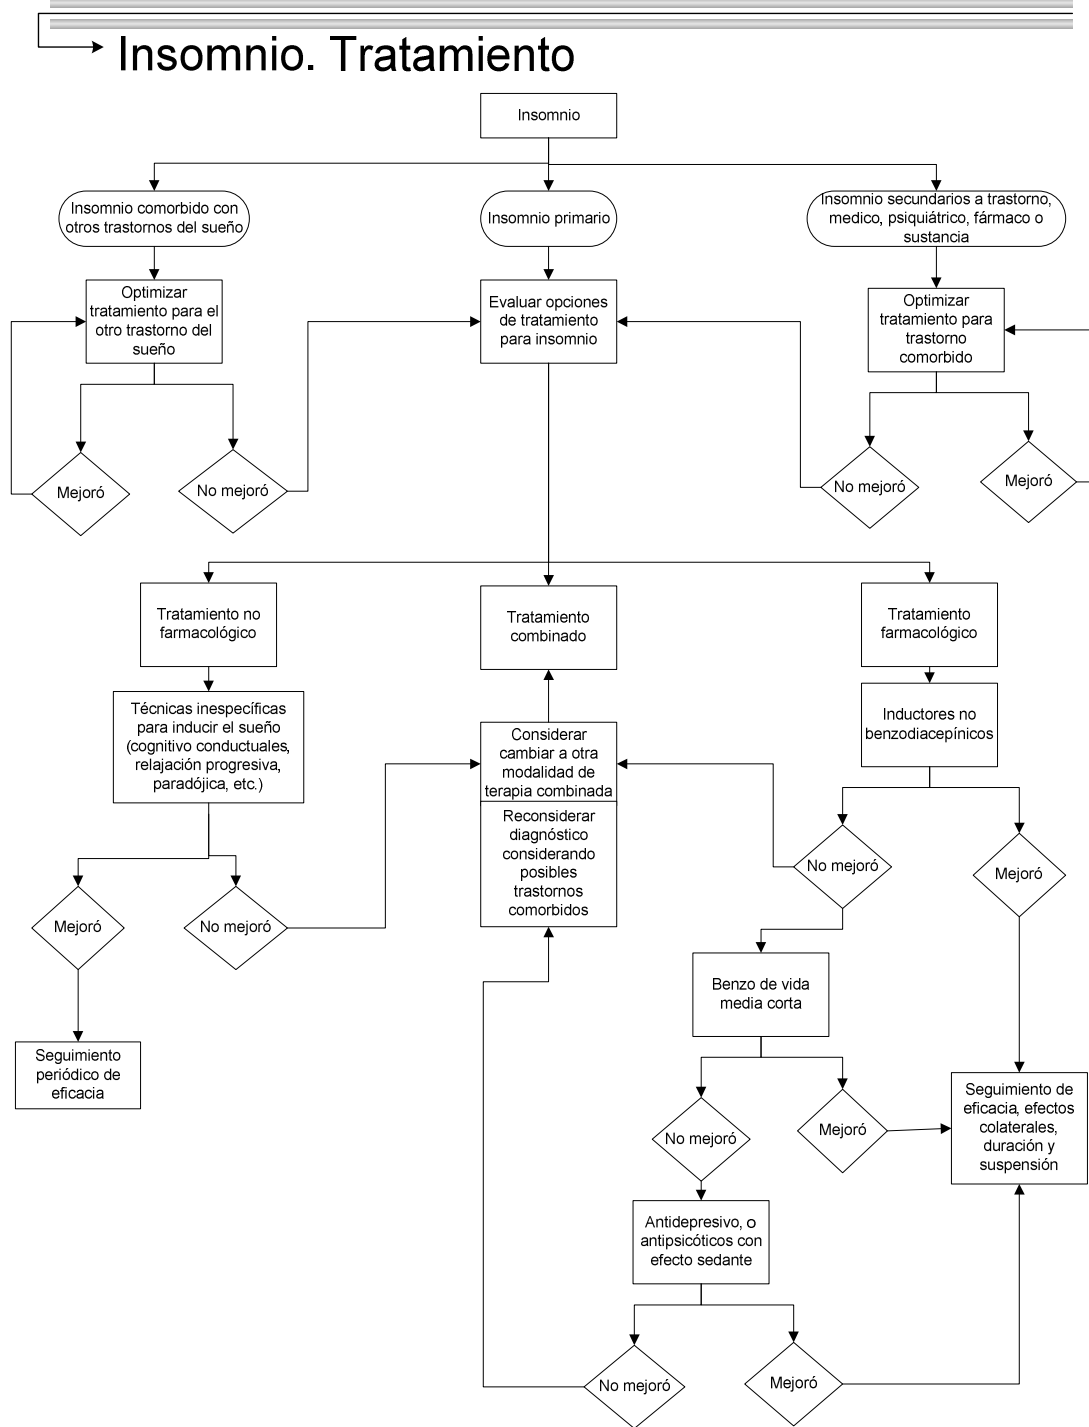 Insomnio. Tratamiento
Insomnio
Insomnio comorbido con
otros trastornos del sueño
Insomnio primario
Insomnio secundarios a trastorno,
medico, psiquiátrico, fármaco o
sustancia
Optimizar
tratamiento para el
otro trastorno del
sueño
Evaluar opciones
de tratamiento
para insomnio
Optimizar
tratamiento para
trastorno
comorbido
Mejoró
No mejoró
No mejoró
Mejoró
Tratamiento no
farmacológico
Tratamiento
combinado
Tratamiento
farmacológico
Técnicas inespecíficas
para inducir el sueño
(cognitivo conductuales,
relajación progresiva,
paradójica, etc.)
Considerar
cambiar a otra
modalidad de
terapia combinada
Inductores no
benzodiacepínicos
Reconsiderar
diagnóstico
considerando
posibles
trastornos
comorbidos
No mejoró
Mejoró
Mejoró
No mejoró
Benzo de vida
media corta
Seguimiento
periódico de
eficacia
Seguimiento de
eficacia, efectos
colaterales,
duración y
suspensión
No mejoró
Mejoró
Antidepresivo, o
antipsicóticos con
efecto sedante
No mejoró
Mejoró